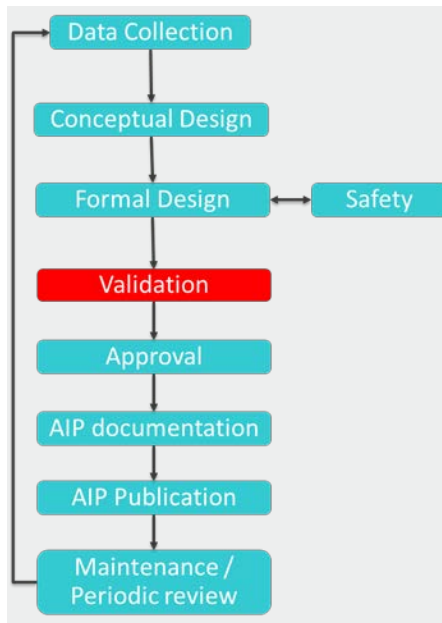 Data Collection
Conceptual Design
Formal Design
Safety
Validation
Approval
AIP documentation
AIP Publication
Maintenance /
Periodic review